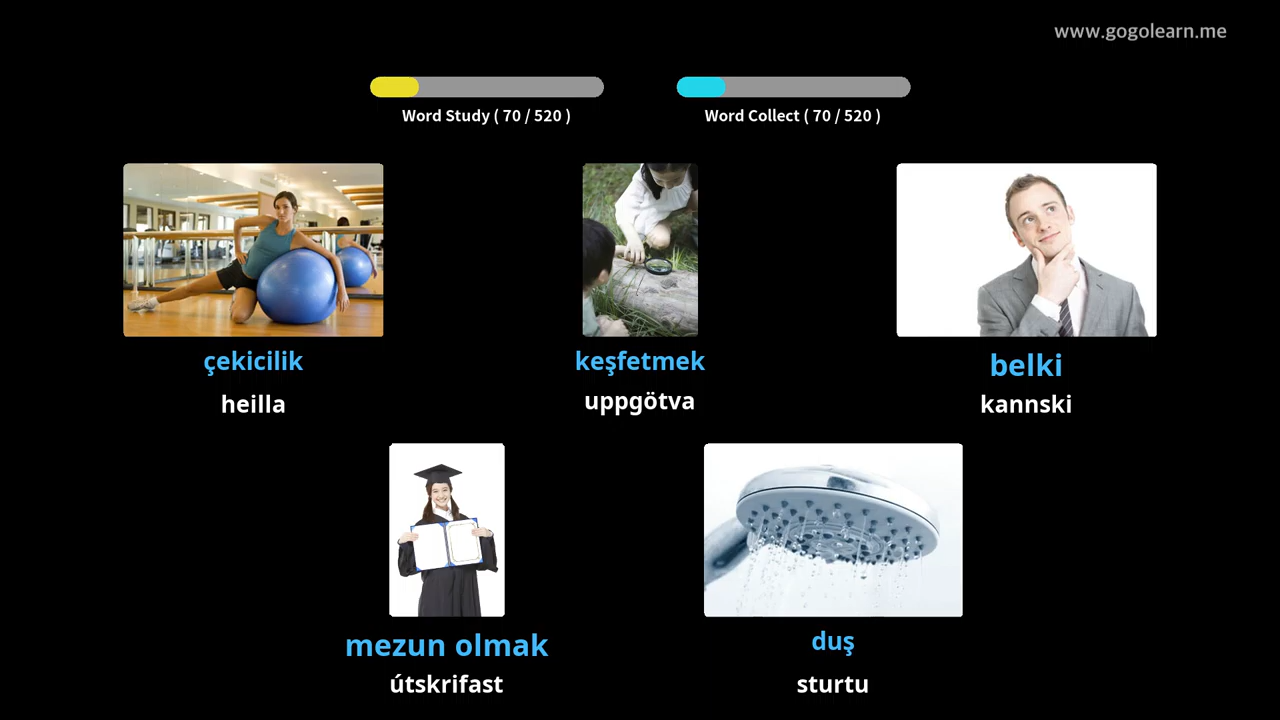 www.gogolearn.me
Word Study ( 70 / 520 )
Word Collect ( 70 / 520 )
çekicilik
heilla
keşfetmek
uppgötva
belki
kannski
mezun olmak
útskrifast
duş
sturtu